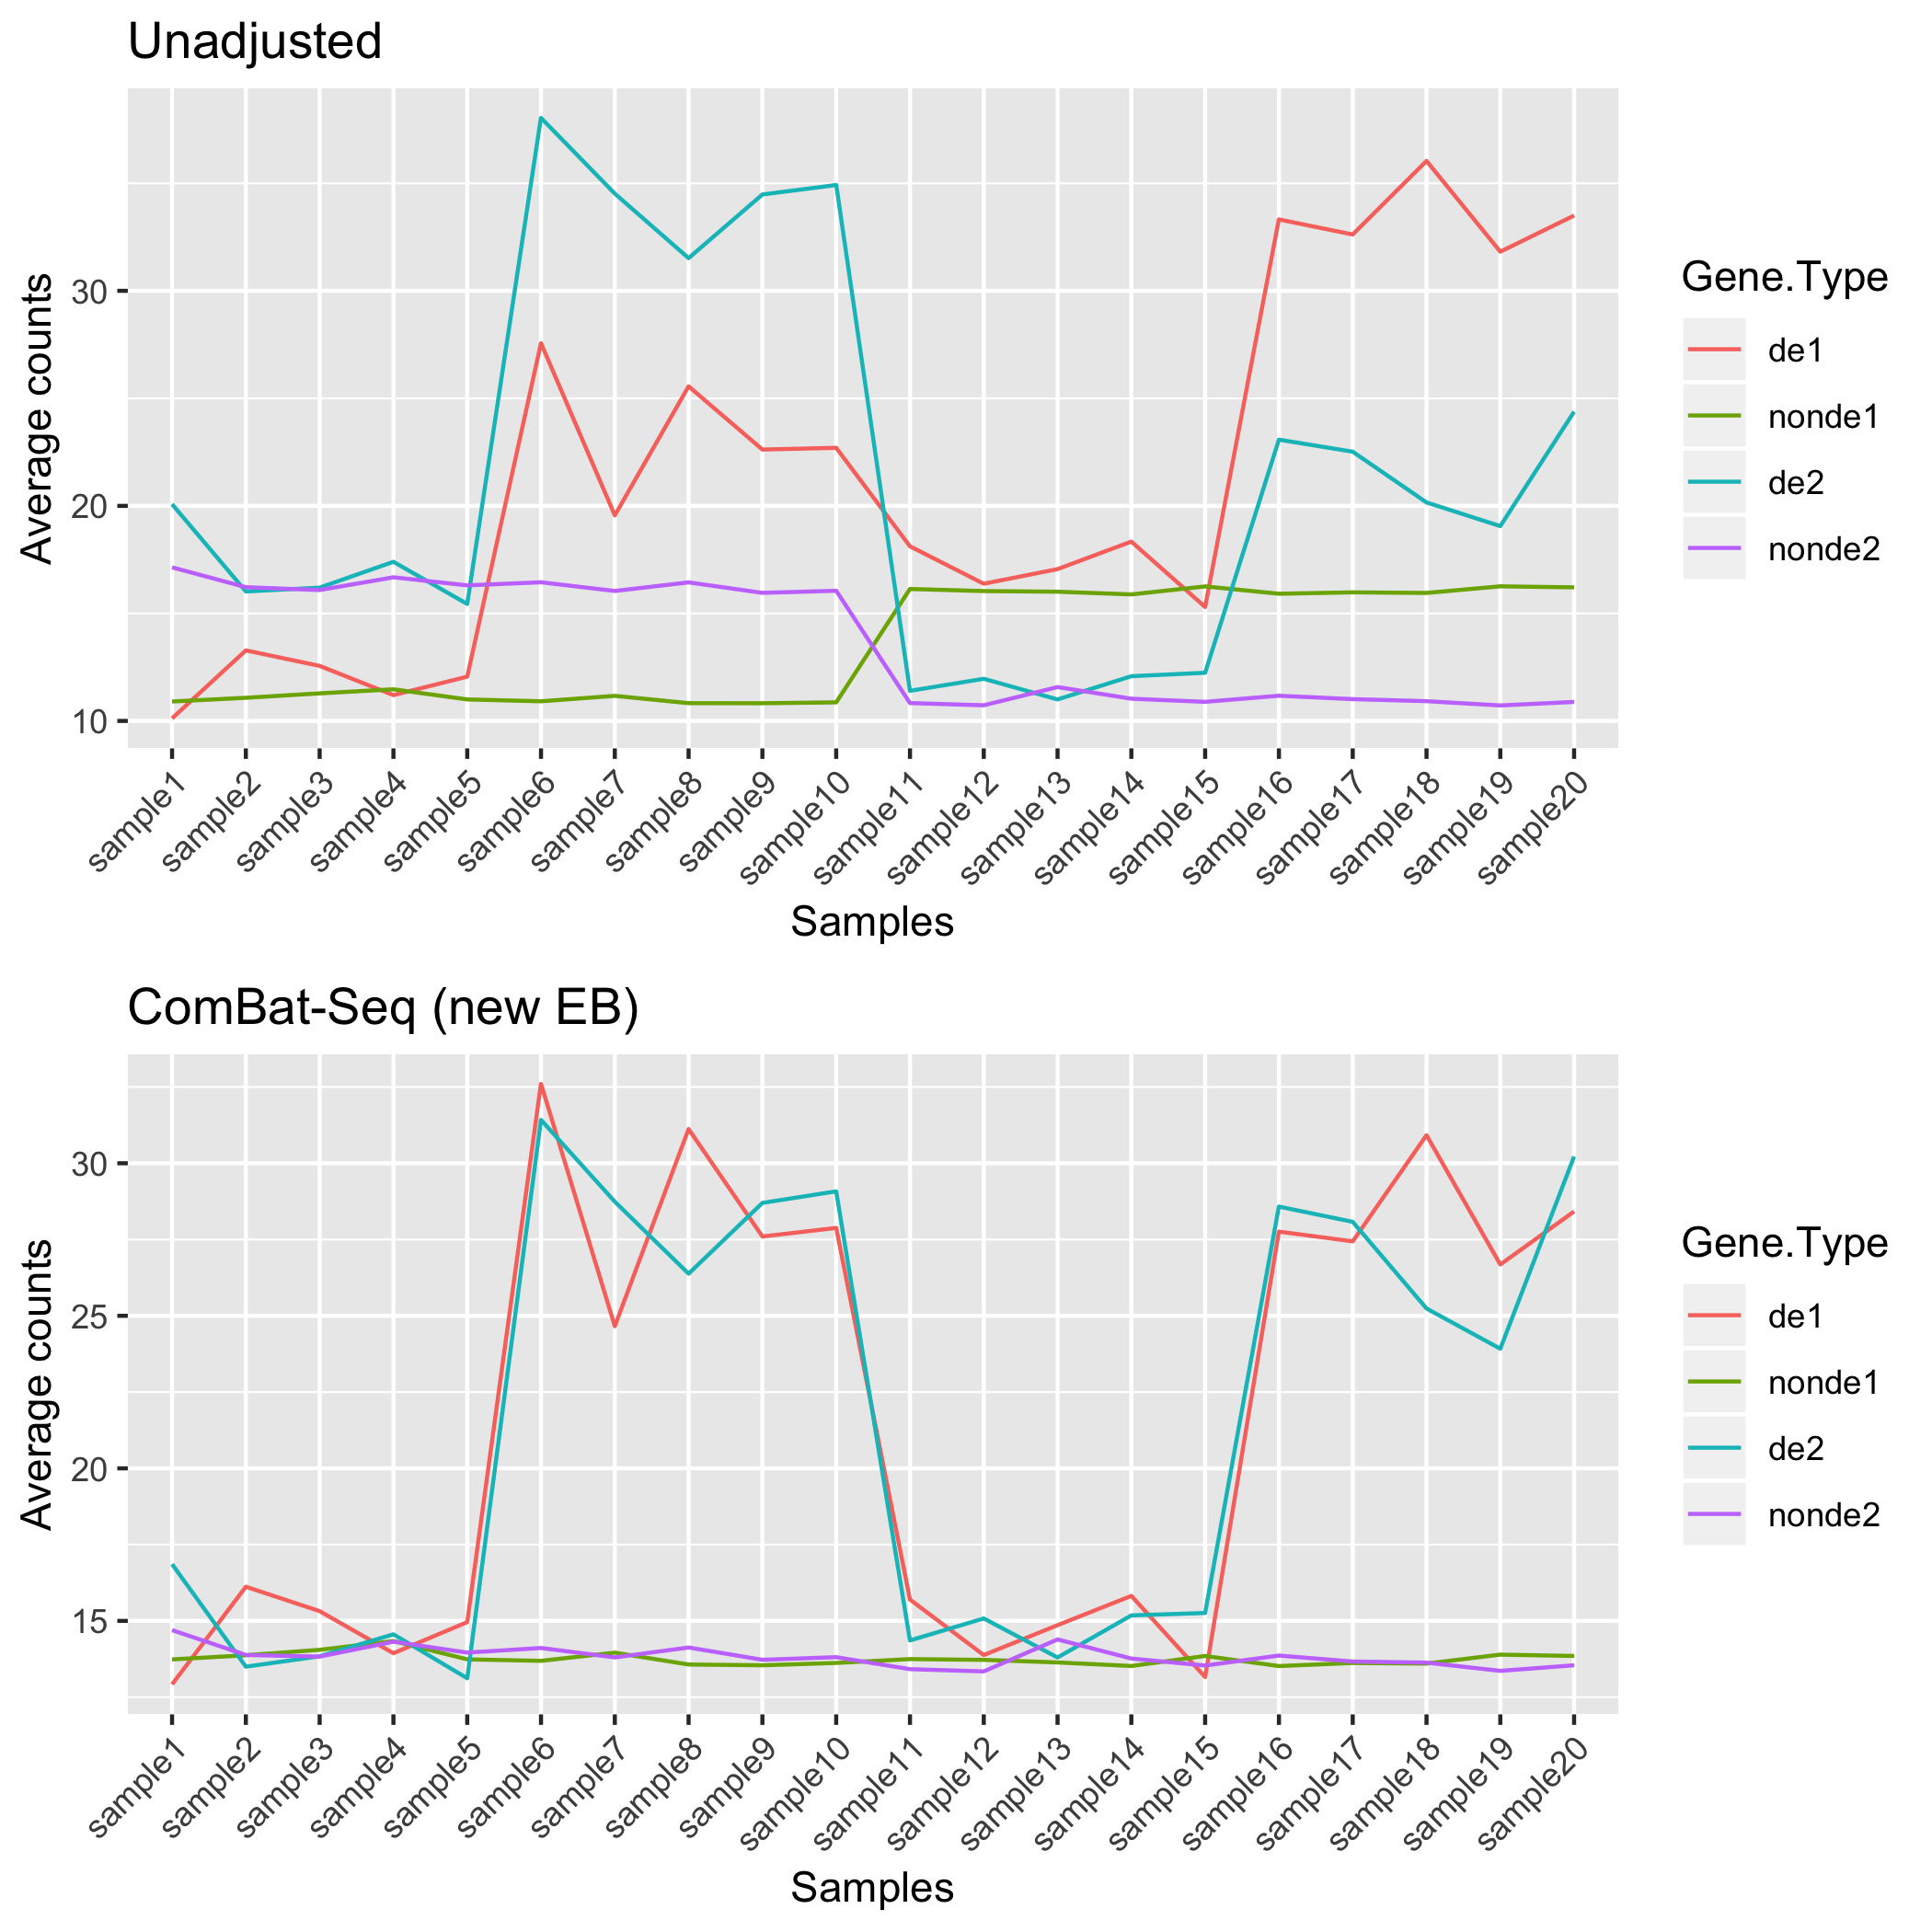 Unadjusted
Average counts
30
20
10
sample1
sample2
sample3
sample4
sample5
sample6
sample7
sample8
sample9
sample10
sample11
sample12
sample13
sample14
sample15
sample16
sample17
sample18
sample19
sample20
Samples
Gene.Type
de1
nonde1
de2
nonde2
ComBat-Seq (new EB)
Average counts
30
25
20
15
sample1
sample2
sample3
sample4
sample5
sample6
sample7
sample8
sample9
sample10
sample11
sample12
sample13
sample14
sample15
sample16
sample17
sample18
sample19
sample20
Samples
Gene.Type
de1
nonde1
de2
nonde2